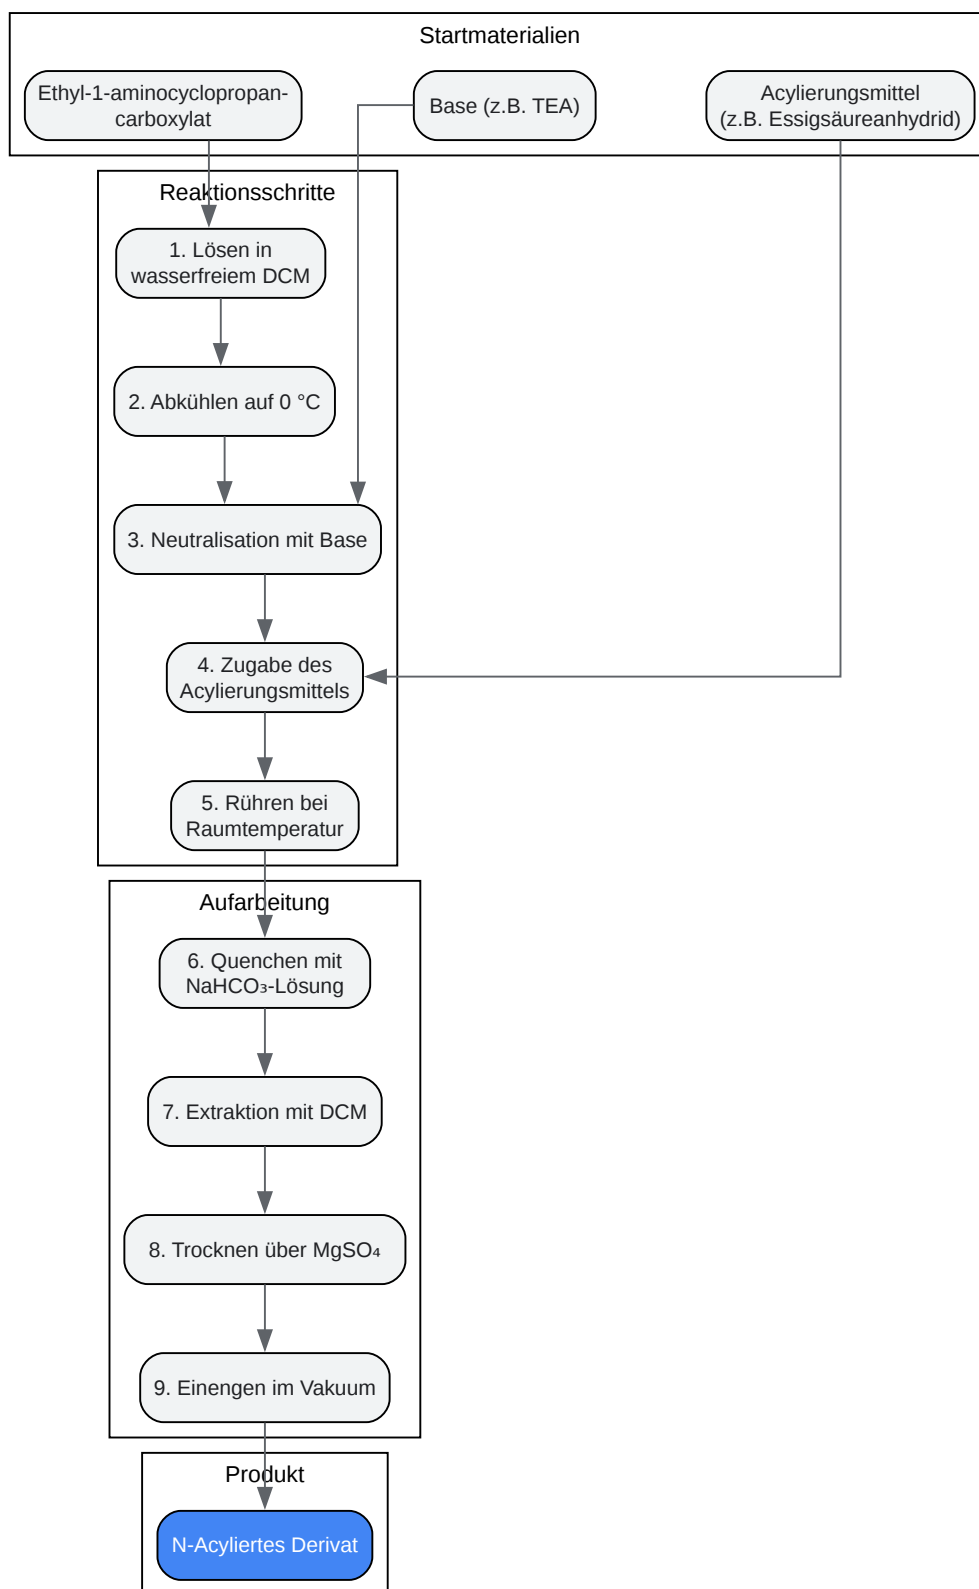 Startmaterialien
Ethyl-1-aminocyclopropan-
carboxylat
Base (z.B. TEA)
Acylierungsmittel
(z.B. Essigsäureanhydrid)
Reaktionsschritte
1. Lösen in
wasserfreiem DCM
2. Abkühlen auf 0 °C
3. Neutralisation mit Base
4. Zugabe des
Acylierungsmittels
5. Rühren bei
Raumtemperatur
Aufarbeitung
6. Quenchen mit
NaHCO₃-Lösung
7. Extraktion mit DCM
8. Trocknen über MgSO₄
9. Einengen im Vakuum
Produkt
N-Acyliertes Derivat